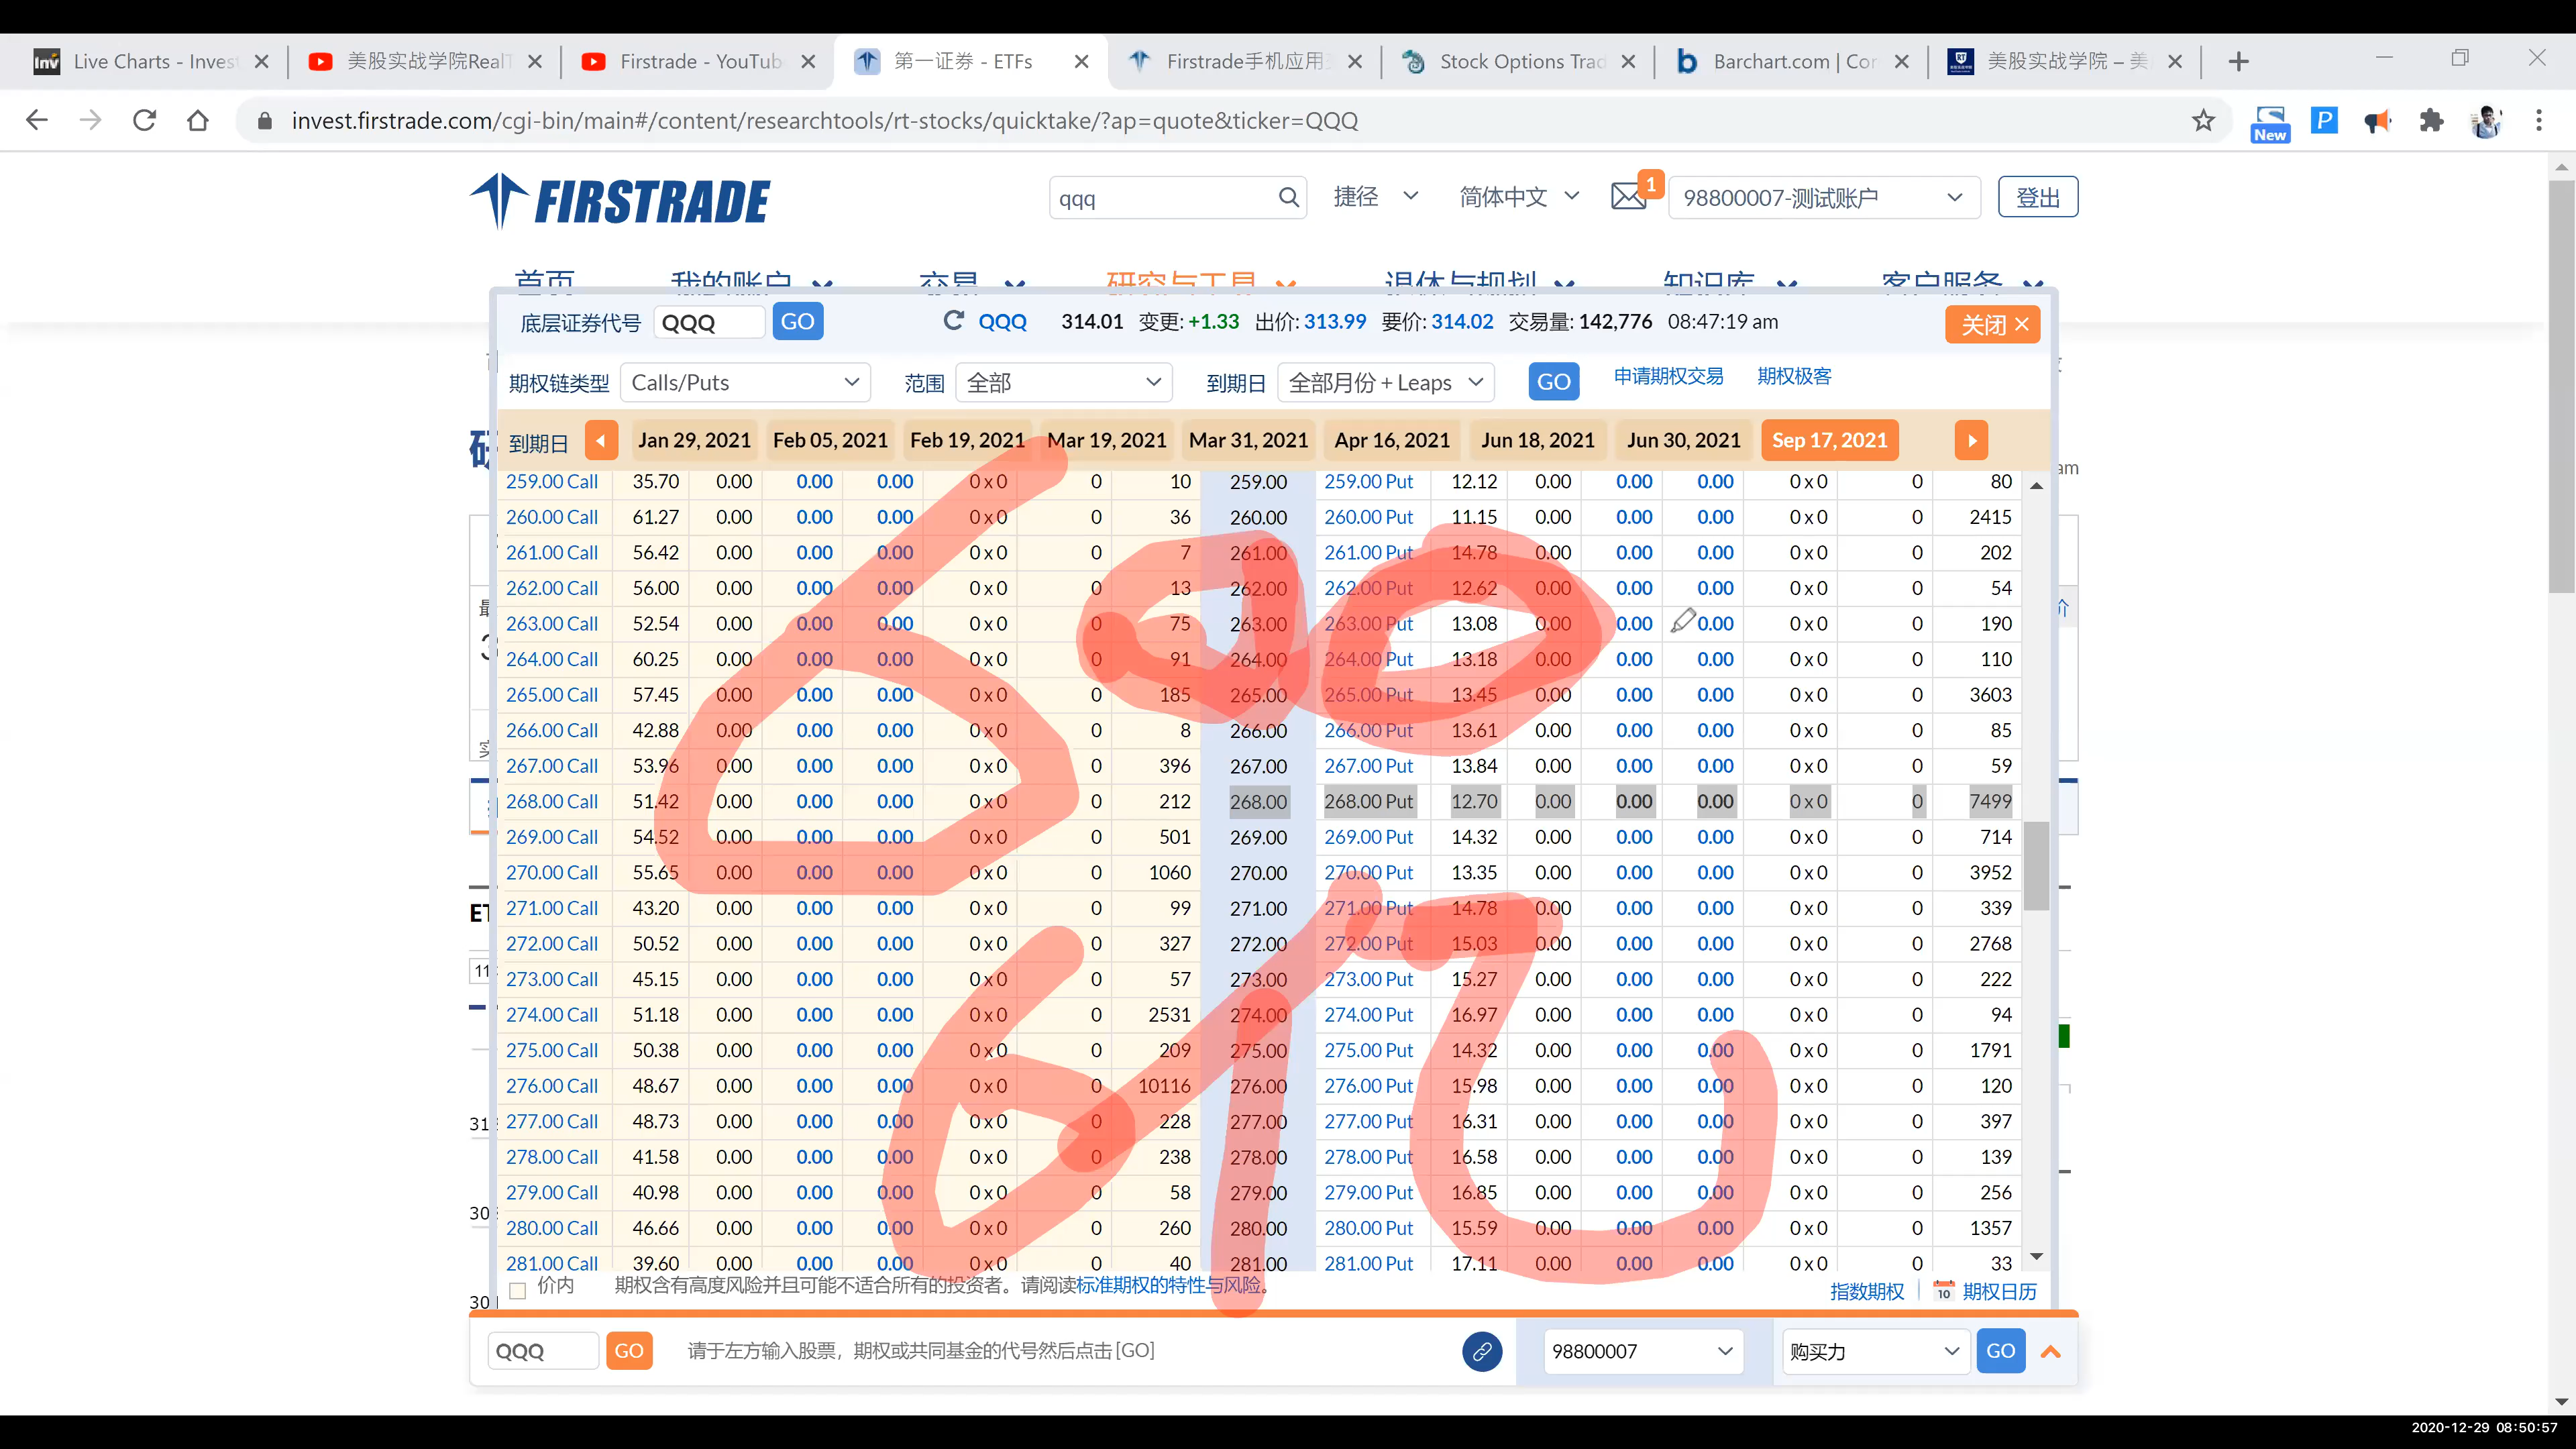 Live Charts - Inves
美股实战学院RealT
Firstrade - YouTub
第一证券 - ETFs
Firstrade手机应用
Stock Options Trad
Barchart.com | Cor
美股实战学院 – 美
invest.firstrade.com/cgi-bin/main#/content/researchtools/rt-stocks/quicktake/?ap=quote&ticker=QQQ
New
FIRSTRADE
qqq 捷径 简体中文 1 98800007-测试账户 登出
首页 我的账户 交易 研究与工具 退休与规划 知识库 客户服务
底层证券代号 QQQ GO QQQ 314.01 变更: +1.33 出价: 313.99 要价: 314.02 交易量: 142,776 08:47:19 am 关闭 ×
期权链类型 Calls/Puts 范围 全部 到期日 全部月份 + Leaps GO 申请期权交易 期权极客
到期日 Jan 29, 2021 Feb 05, 2021 Feb 19, 2021 Mar 19, 2021 Mar 31, 2021 Apr 16, 2021 Jun 18, 2021 Jun 30, 2021 Sep 17, 2021
259.00 Call 35.70 0.00 0.00 0.00 0 x 0 0 10 259.00 259.00 Put 12.12 0.00 0.00 0.00 0 x 0 0 80
260.00 Call 61.27 0.00 0.00 0.00 0 x 0 0 36 260.00 260.00 Put 11.15 0.00 0.00 0.00 0 x 0 0 2415
261.00 Call 56.42 0.00 0.00 0.00 0 x 0 0 7 261.00 261.00 Put 14.78 0.00 0.00 0.00 0 x 0 0 202
262.00 Call 56.00 0.00 0.00 0.00 0 x 0 0 13 262.00 262.00 Put 12.62 0.00 0.00 0.00 0 x 0 0 54
263.00 Call 52.54 0.00 0.00 0.00 0 x 0 0 75 263.00 263.00 Put 13.08 0.00 0.00 0.00 0 x 0 0 190
264.00 Call 60.25 0.00 0.00 0.00 0 x 0 0 91 264.00 264.00 Put 13.18 0.00 0.00 0.00 0 x 0 0 110
265.00 Call 57.45 0.00 0.00 0.00 0 x 0 0 185 265.00 265.00 Put 13.45 0.00 0.00 0.00 0 x 0 0 3603
266.00 Call 42.88 0.00 0.00 0.00 0 x 0 0 8 266.00 266.00 Put 13.61 0.00 0.00 0.00 0 x 0 0 85
267.00 Call 53.96 0.00 0.00 0.00 0 x 0 0 396 267.00 267.00 Put 13.84 0.00 0.00 0.00 0 x 0 0 59
268.00 Call 51.42 0.00 0.00 0.00 0 x 0 0 212 268.00 268.00 Put 12.70 0.00 0.00 0.00 0 x 0 0 7499
269.00 Call 54.52 0.00 0.00 0.00 0 x 0 0 501 269.00 269.00 Put 14.32 0.00 0.00 0.00 0 x 0 0 714
270.00 Call 55.65 0.00 0.00 0.00 0 x 0 0 1060 270.00 270.00 Put 13.35 0.00 0.00 0.00 0 x 0 0 3952
271.00 Call 43.20 0.00 0.00 0.00 0 x 0 0 99 271.00 271.00 Put 14.78 0.00 0.00 0.00 0 x 0 0 339
272.00 Call 50.52 0.00 0.00 0.00 0 x 0 0 327 272.00 272.00 Put 15.03 0.00 0.00 0.00 0 x 0 0 2768
273.00 Call 45.15 0.00 0.00 0.00 0 x 0 0 57 273.00 273.00 Put 15.27 0.00 0.00 0.00 0 x 0 0 222
274.00 Call 51.18 0.00 0.00 0.00 0 x 0 0 2531 274.00 274.00 Put 16.97 0.00 0.00 0.00 0 x 0 0 94
275.00 Call 50.38 0.00 0.00 0.00 0 x 0 0 209 275.00 275.00 Put 14.32 0.00 0.00 0.00 0 x 0 0 1791
276.00 Call 48.67 0.00 0.00 0.00 0 x 0 0 10116 276.00 276.00 Put 15.98 0.00 0.00 0.00 0 x 0 0 120
277.00 Call 48.73 0.00 0.00 0.00 0 x 0 0 228 277.00 277.00 Put 16.31 0.00 0.00 0.00 0 x 0 0 397
278.00 Call 41.58 0.00 0.00 0.00 0 x 0 0 238 278.00 278.00 Put 16.58 0.00 0.00 0.00 0 x 0 0 139
279.00 Call 40.98 0.00 0.00 0.00 0 x 0 0 58 279.00 279.00 Put 16.85 0.00 0.00 0.00 0 x 0 0 256
280.00 Call 46.66 0.00 0.00 0.00 0 x 0 0 260 280.00 280.00 Put 15.59 0.00 0.00 0.00 0 x 0 0 1357
281.00 Call 39.60 0.00 0.00 0.00 0 x 0 0 40 281.00 281.00 Put 17.11 0.00 0.00 0.00 0 x 0 0 33
价内 期权含有高度风险并且可能不适合所有的投资者。请阅读标准期权的特性与风险。 指数期权 | 10 期权日历
QQQ GO 请于左方输入股票，期权或共同基金的代号然后点击 [GO] 98800007 购买力 GO
2020-12-29 08:50:57